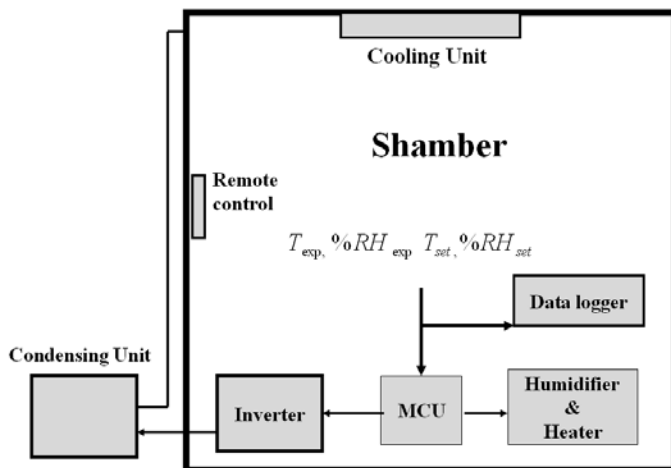 Cooling Unit
Shamber
Remote
control
T_exp, %RH_exp T_set, %RH_set
Data logger
Condensing Unit
Inverter
MCU
Humidifier
&
Heater